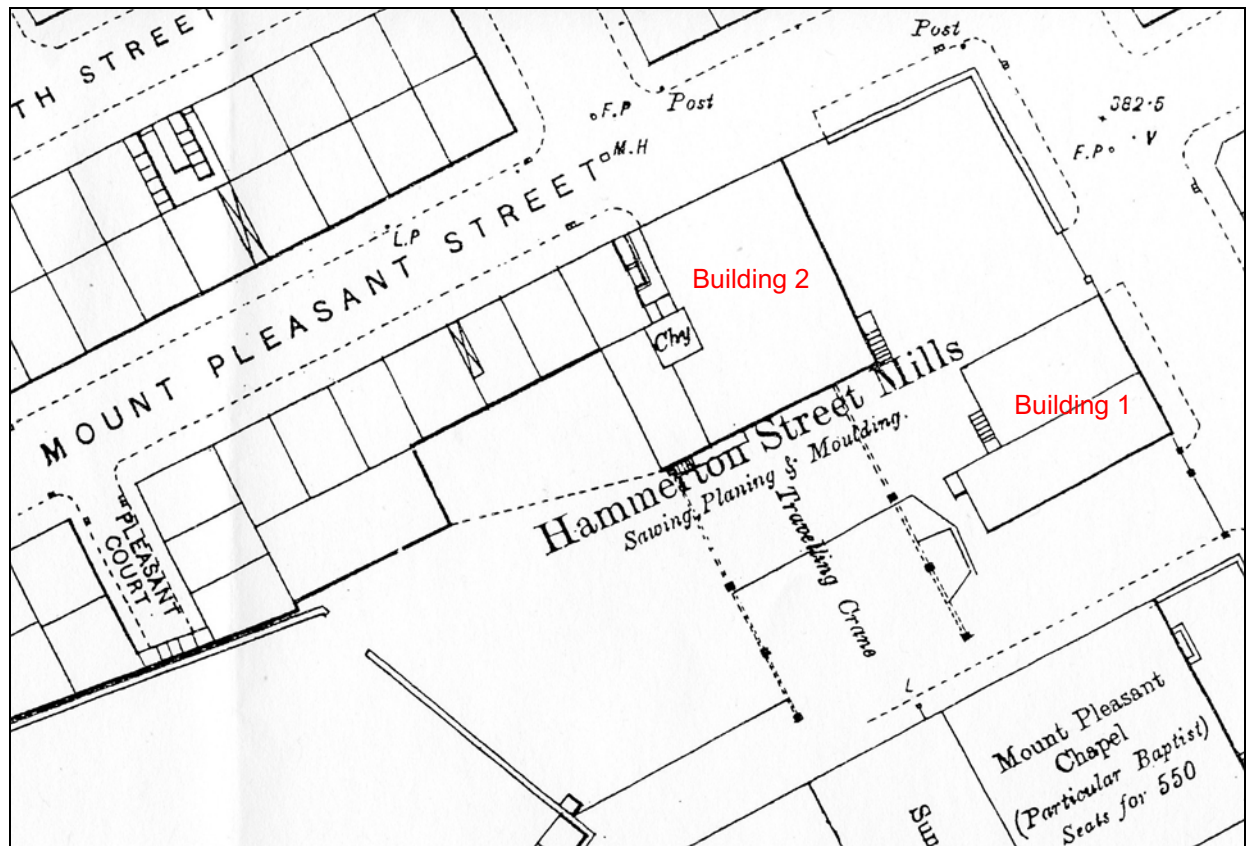 TH STREET
Post
F.P
Post
382·5
M.H
F.P
V
L.P
MOUNT PLEASANT STREET
Building 2
Chy
Building 1
Hammerton Street Mills
Sawing, Planing & Moulding.
Travelling Crane
PLEASANT
COURT
L
Mount Pleasant
Chapel
(Particular Baptist)
Seats for 550
Sun